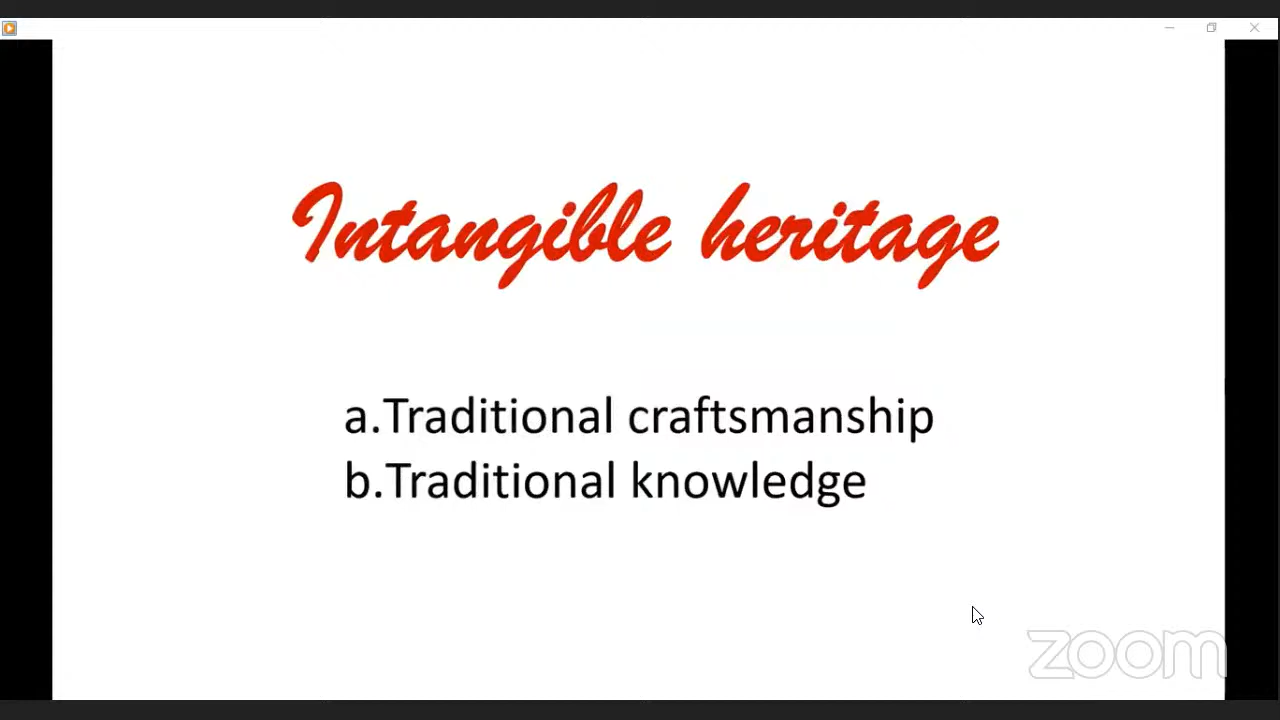 Intangible heritage
a.Traditional craftsmanship
b.Traditional knowledge
zoom